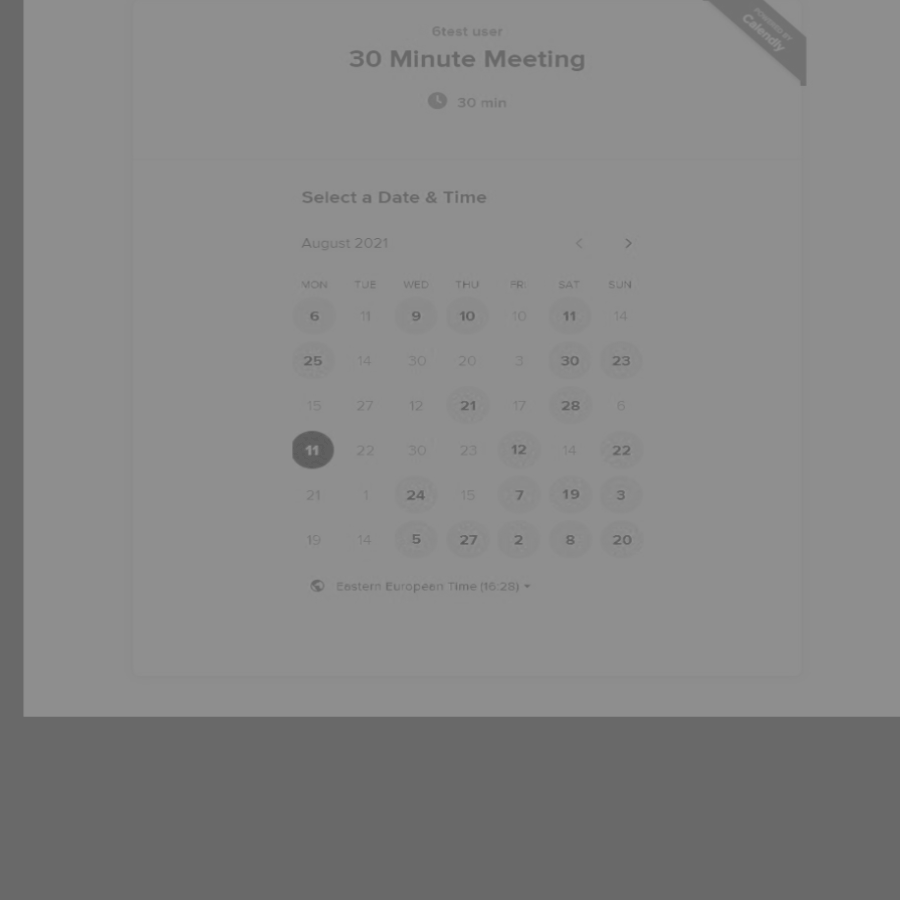 POWERED BY
Calendly
6test user
30 Minute Meeting
30 min
Select a Date & Time
August 2021
MON TUE WED THU FRI SAT SUN
6 11 9 10 10 11 14
25 14 30 20 3 30 23
15 27 12 21 17 28 6
11 22 30 23 12 14 22
21 1 24 15 7 19 3
19 14 5 27 2 8 20
Eastern European Time (16:28)